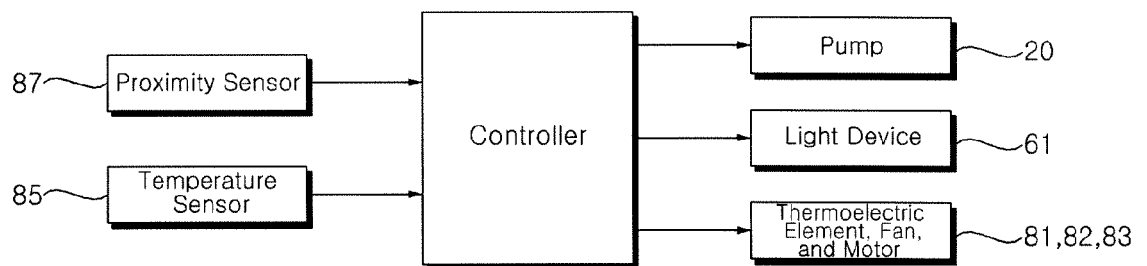 87
Proximity Sensor
85
Temperature
Sensor
Controller
Pump
20
Light Device
61
Thermoelectric
Element, Fan,
and Motor
81,82,83